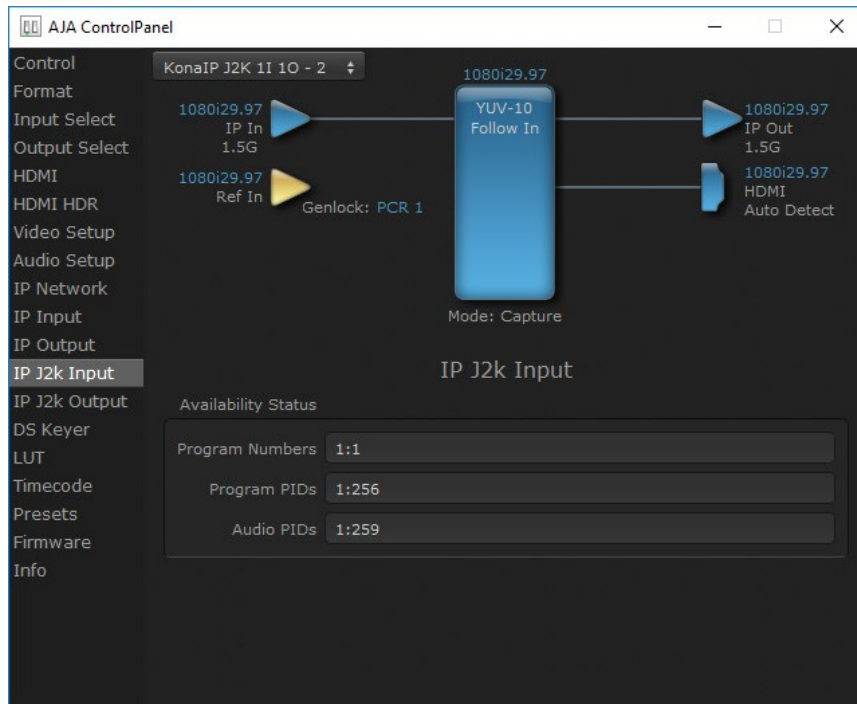 AJA ControlPanel
Control
Format
Input Select
Output Select
HDMI
HDMI HDR
Video Setup
Audio Setup
IP Network
IP Input
IP Output
IP J2k Input
IP J2k Output
DS Keyer
LUT
Timecode
Presets
Firmware
Info
KonaIP J2K 1I 1O - 2
1080i29.97
1080i29.97
IP In
1.5G
YUV-10
Follow In
1080i29.97
IP Out
1.5G
1080i29.97
Ref In
Genlock: PCR 1
1080i29.97
HDMI
Auto Detect
Mode: Capture
IP J2k Input
Availability Status
Program Numbers 1:1
Program PIDs 1:256
Audio PIDs 1:259